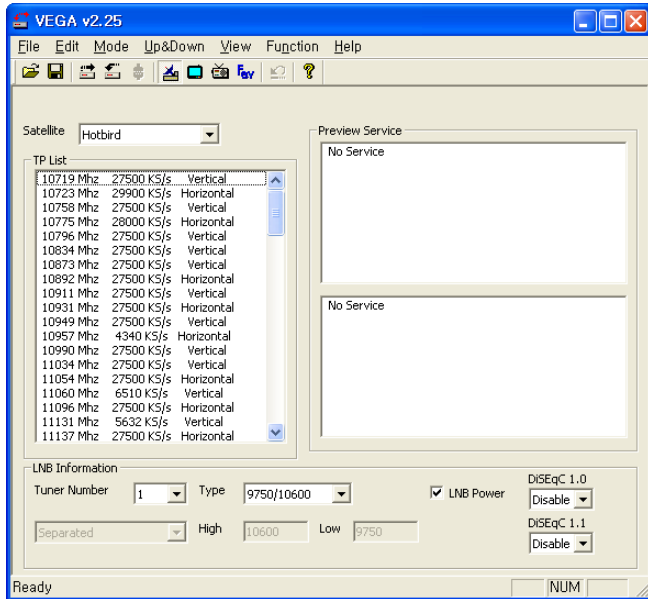 VEGA v2.25
File Edit Mode Up&Down View Function Help
Fav
Satellite Hotbird
TP List
10719 Mhz 27500 KS/s Vertical
10723 Mhz 29900 KS/s Horizontal
10758 Mhz 27500 KS/s Vertical
10775 Mhz 28000 KS/s Horizontal
10796 Mhz 27500 KS/s Vertical
10834 Mhz 27500 KS/s Vertical
10873 Mhz 27500 KS/s Vertical
10892 Mhz 27500 KS/s Horizontal
10911 Mhz 27500 KS/s Vertical
10931 Mhz 27500 KS/s Horizontal
10949 Mhz 27500 KS/s Vertical
10957 Mhz 4340 KS/s Horizontal
10990 Mhz 27500 KS/s Vertical
11034 Mhz 27500 KS/s Vertical
11054 Mhz 27500 KS/s Horizontal
11060 Mhz 6510 KS/s Vertical
11096 Mhz 27500 KS/s Horizontal
11131 Mhz 5632 KS/s Vertical
11137 Mhz 27500 KS/s Horizontal
Preview Service
No Service
No Service
LNB Information
Tuner Number 1 Type 9750/10600 LNB Power
DiSEqC 1.0
Disable
Separated High 10600 Low 9750
DiSEqC 1.1
Disable
Ready NUM